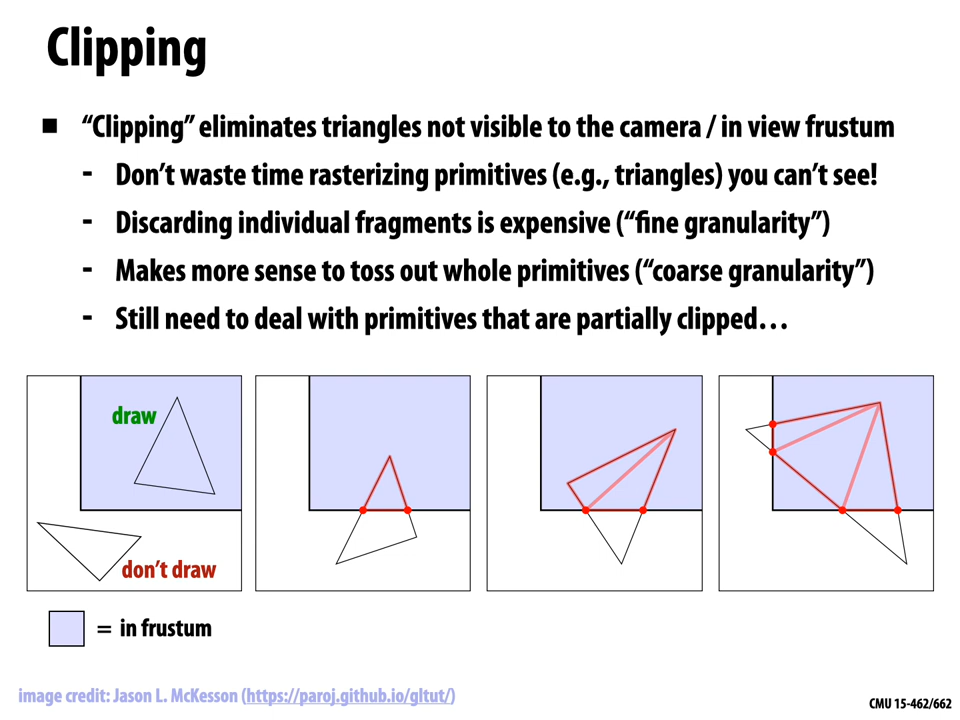 Clipping
■ “Clipping” eliminates triangles not visible to the camera / in view frustum
- Don’t waste time rasterizing primitives (e.g., triangles) you can’t see!
- Discarding individual fragments is expensive (“fine granularity”)
- Makes more sense to toss out whole primitives (“coarse granularity”)
- Still need to deal with primitives that are partially clipped…
draw
don’t draw
= in frustum
image credit: Jason L. McKesson (https://paroj.github.io/gltut/)
CMU 15-462/662